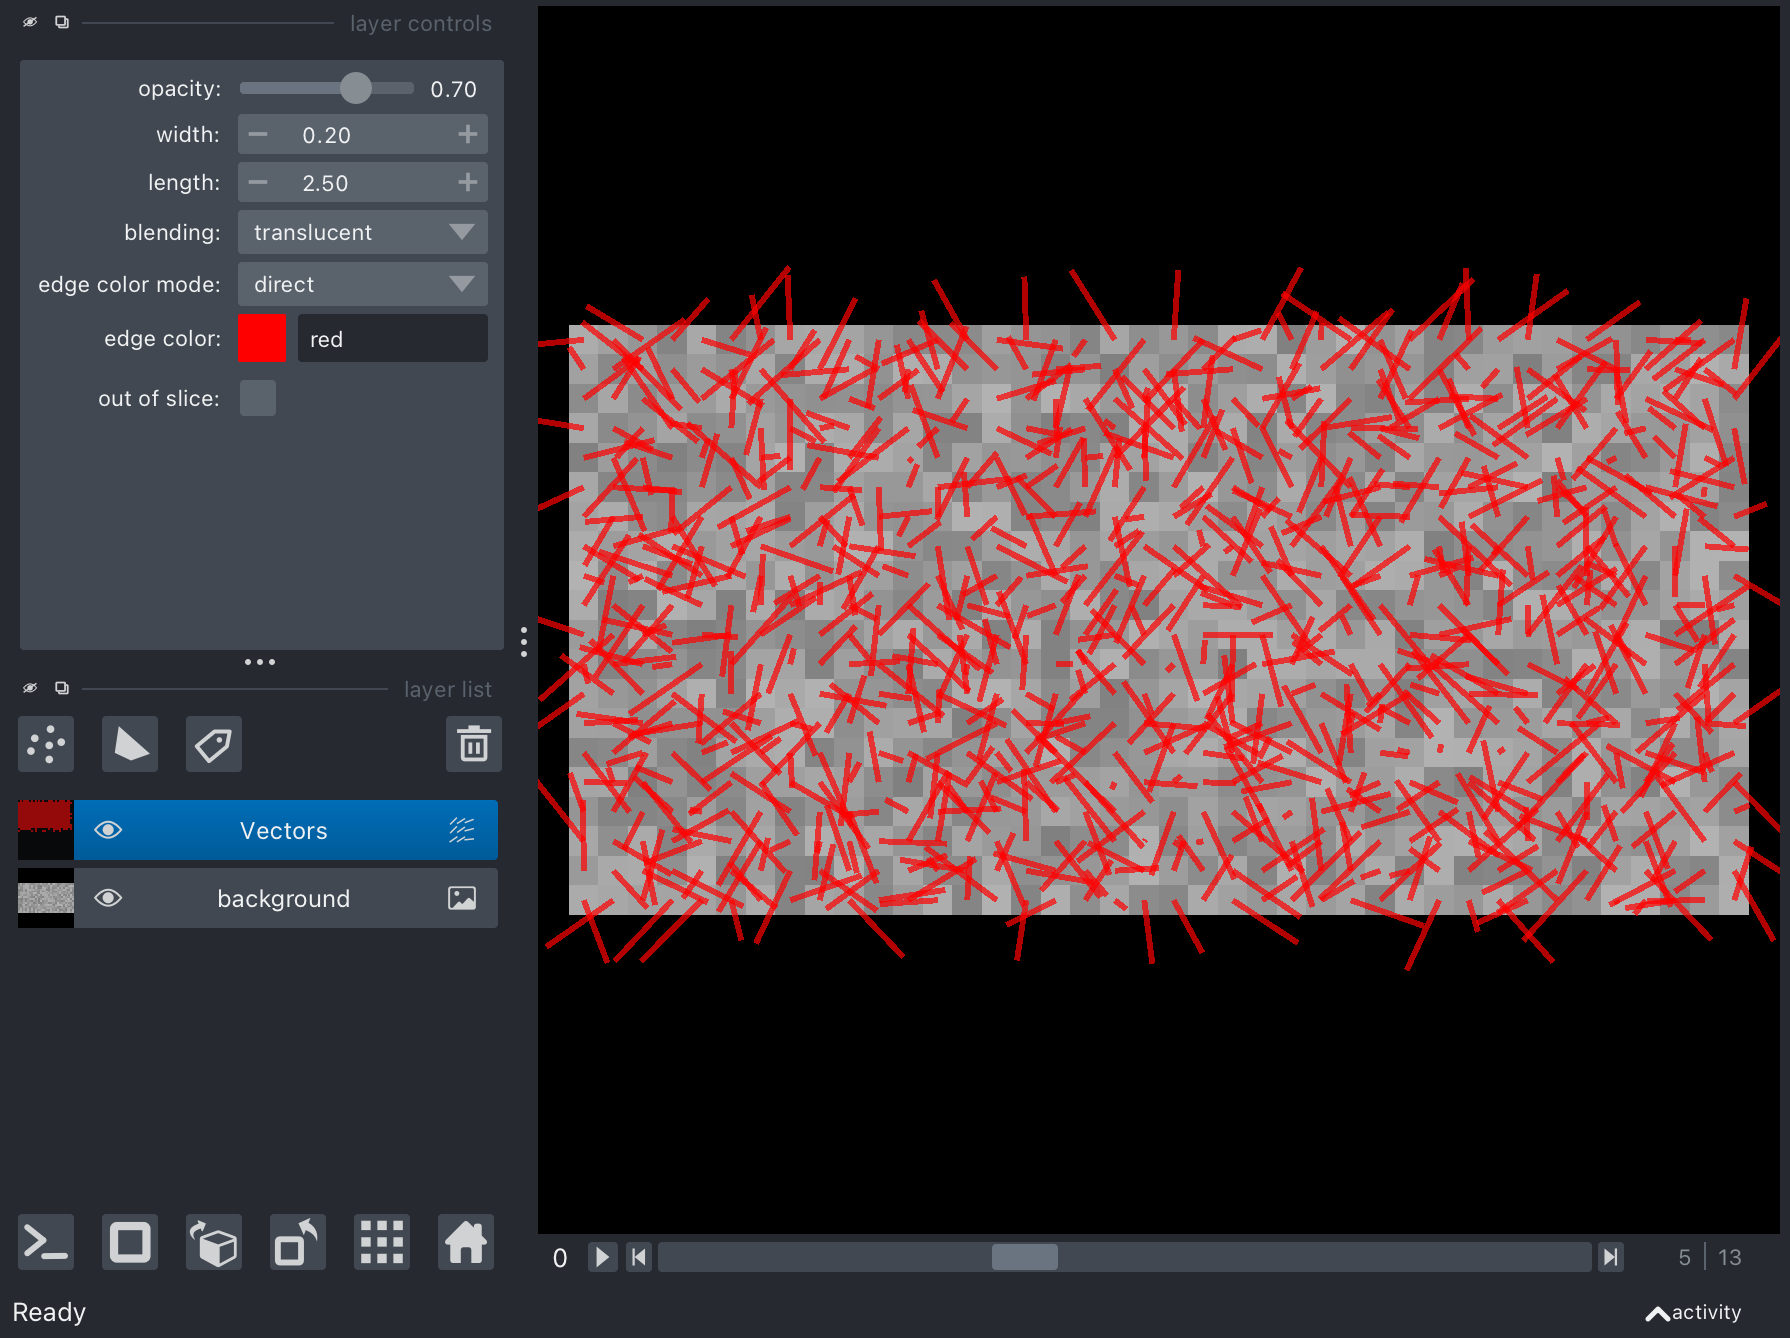 layer controls
opacity: 0.70
width: 0.20
length: 2.50
blending: translucent
edge color mode: direct
edge color: red
out of slice:
layer list
Vectors
background
0 5 13
Ready activity